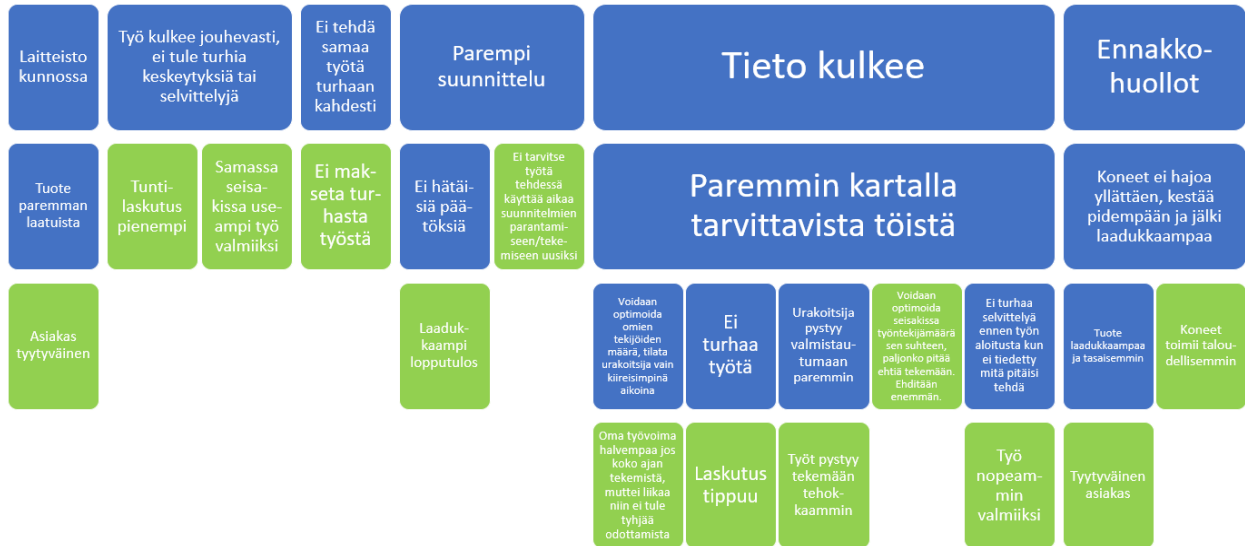 Laitteisto
kunnossa
Työ kulkee jouhevasti,
ei tule turhia
keskeytyksiä tai
selvittelyjä
Ei tehdä
samaa
työtä
turhaan
kahdesti
Parempi
suunnittelu
Tieto kulkee
Ennakko-
huollot
Tuote
paremman
laatuista
Tunti-
laskutus
pienempi
Samassa
seisa-
kissa use-
ampi työ
valmiiksi
Ei mak-
seta tur-
hasta
työstä
Ei hätäi-
siä pää-
töksiä
Ei tarvitse
työtä
tehdessä
käyttää aikaa
suunnitelmien
parantami-
seen/teke-
miseen uusiksi
Paremmin kartalla
tarvittavista töistä
Koneet ei hajoa
yllättäen, kestää
pidempään ja jälki
laadukkaampaa
Asiakas
tyytyväinen
Laaduk-
kaampi
lopputulos
Voidaan
optimoida
omien
tekijöiden
määrä, tilata
urakoitsija vain
kiireisimpinä
aikoina
Ei
turhaa
työtä
Urakoitsija
pystyy
valmistau-
tumaan
paremmin
Voidaan
optimoida
seisakissa
työntekijämäärä
sen suhteen,
paljonko pitää
ehtiä tekemään.
Ehditään
enemmän.
Ei turhaa
selvittelyä
ennen työn
aloitusta kun
ei tiedetty
mitä pitäisi
tehdä
Tuote
laadukkaampaa
ja tasaisemmin
Koneet
toimii talou-
dellisemmin
Oma työvoima
halvempaa jos
koko ajan
tekemistä,
muttei liikaa
niin ei tule
tyhjää
odottamista
Laskutus
tippuu
Työt pystyy
tekemään
tehok-
kaammin
Työ
nopeam-
min
valmiiksi
Tyytyväinen
asiakas